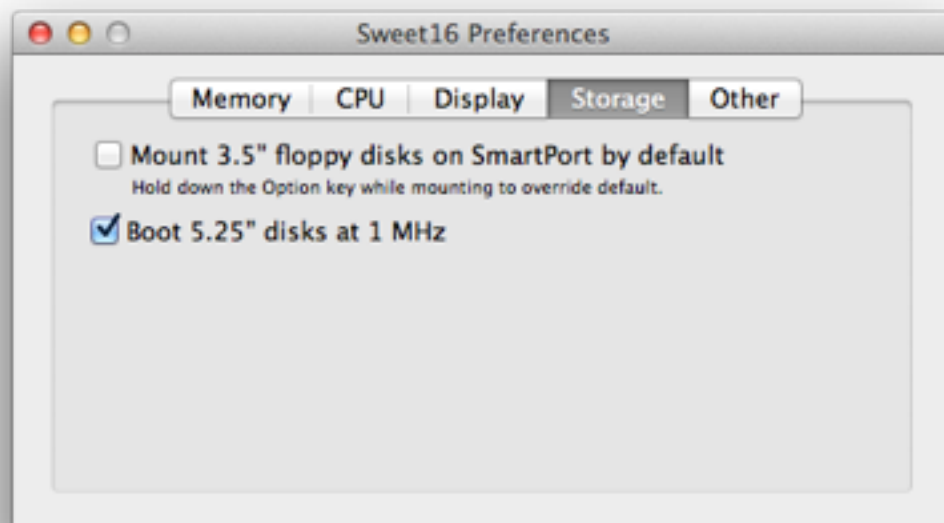 Sweet16 Preferences
Memory CPU Display Storage Other
Mount 3.5" floppy disks on SmartPort by default
Hold down the Option key while mounting to override default.
Boot 5.25" disks at 1 MHz